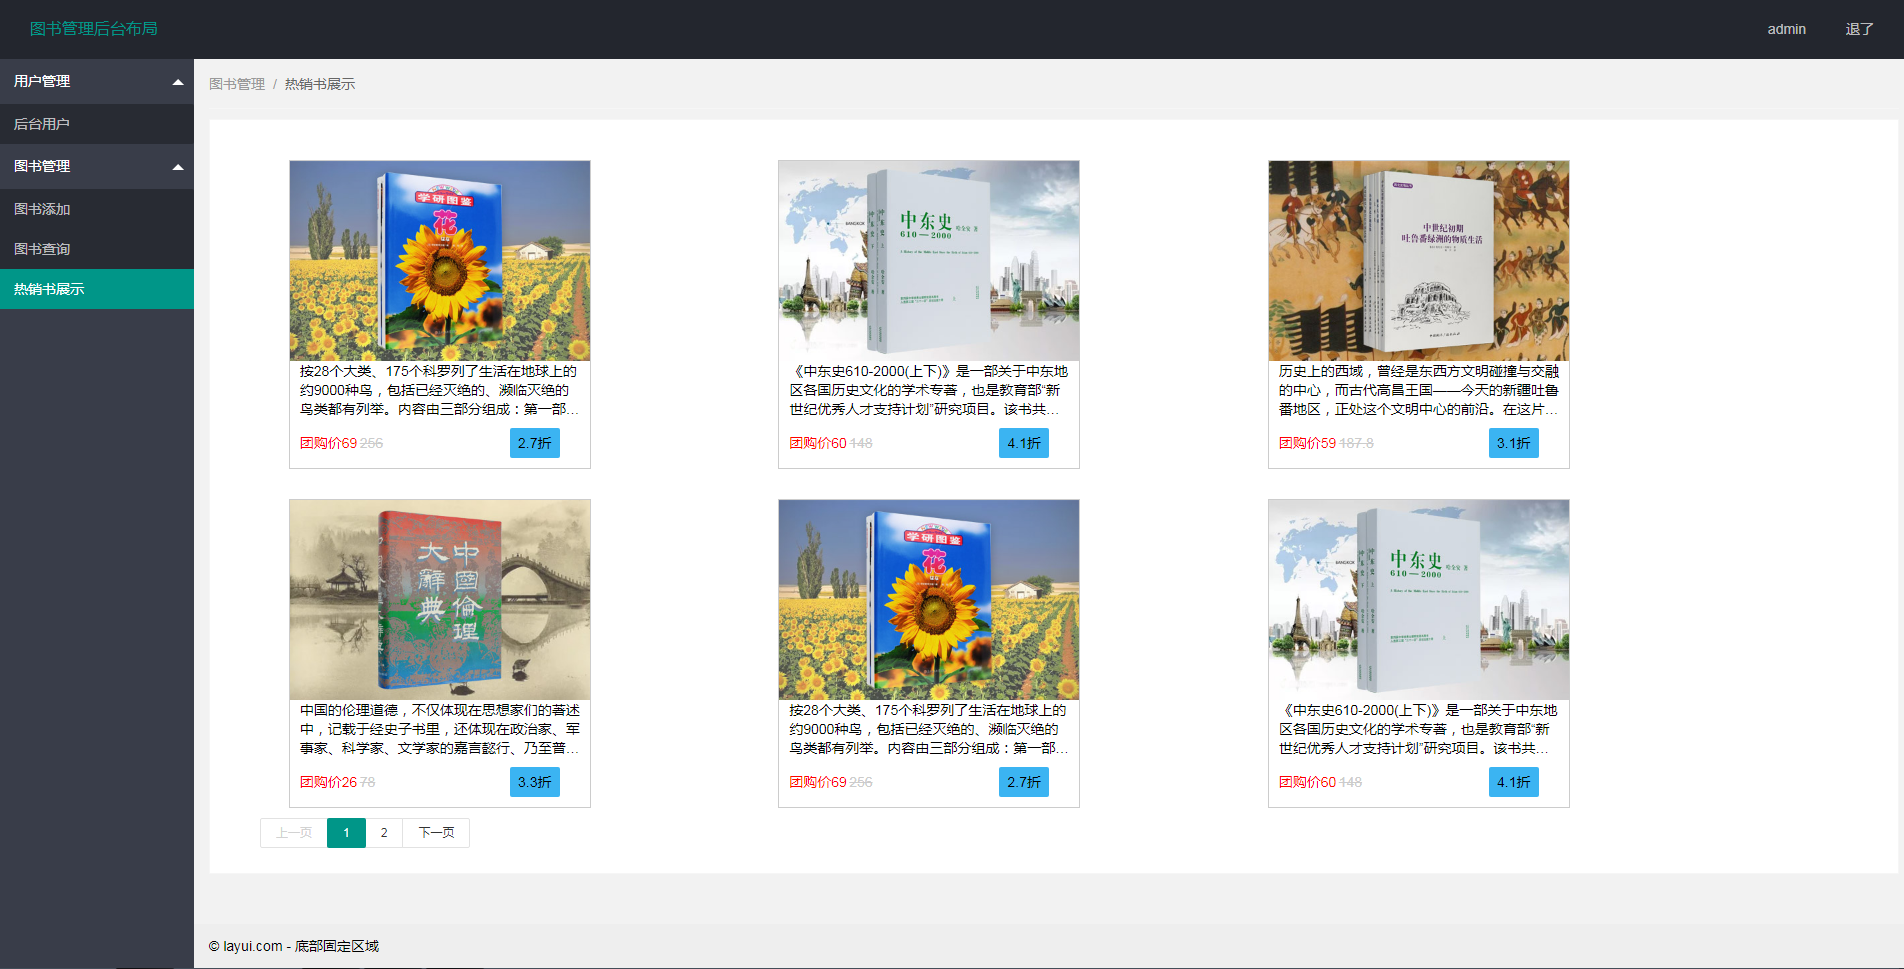 图书管理后台布局
admin
退了
用户管理
后台用户
图书管理
图书添加
图书查询
热销书展示
图书管理 / 热销书展示
学研图鉴
花
按28个大类、175个科罗列了生活在地球上的
约9000种鸟，包括已经灭绝的、濒临灭绝的
鸟类都有列举。内容由三部分组成：第一部...
团购价69 256
2.7折
BANGKOK
中东史
610—2000
哈全安 著
《中东史610-2000(上下)》是一部关于中东地
区各国历史文化的学术专著，也是教育部“新
世纪优秀人才支持计划”研究项目。该书共...
团购价60 148
4.1折
中世纪初期
吐鲁番绿洲的物质生活
历史上的西域，曾经是东西方文明碰撞与交融
的中心，而古代高昌王国——今天的新疆吐鲁
番地区，正处这个文明中心的前沿。在这片...
团购价59 187.8
3.1折
中國倫理
大辭典
中国的伦理道德，不仅体现在思想家们的著述
中，记载于经史子书里，还体现在政治家、军
事家、科学家、文学家的嘉言懿行、乃至普...
团购价26 78
3.3折
学研图鉴
花
按28个大类、175个科罗列了生活在地球上的
约9000种鸟，包括已经灭绝的、濒临灭绝的
鸟类都有列举。内容由三部分组成：第一部...
团购价69 256
2.7折
BANGKOK
中东史
610—2000
哈全安 著
《中东史610-2000(上下)》是一部关于中东地
区各国历史文化的学术专著，也是教育部“新
世纪优秀人才支持计划”研究项目。该书共...
团购价60 148
4.1折
上一页 1 2 下一页
© layui.com - 底部固定区域